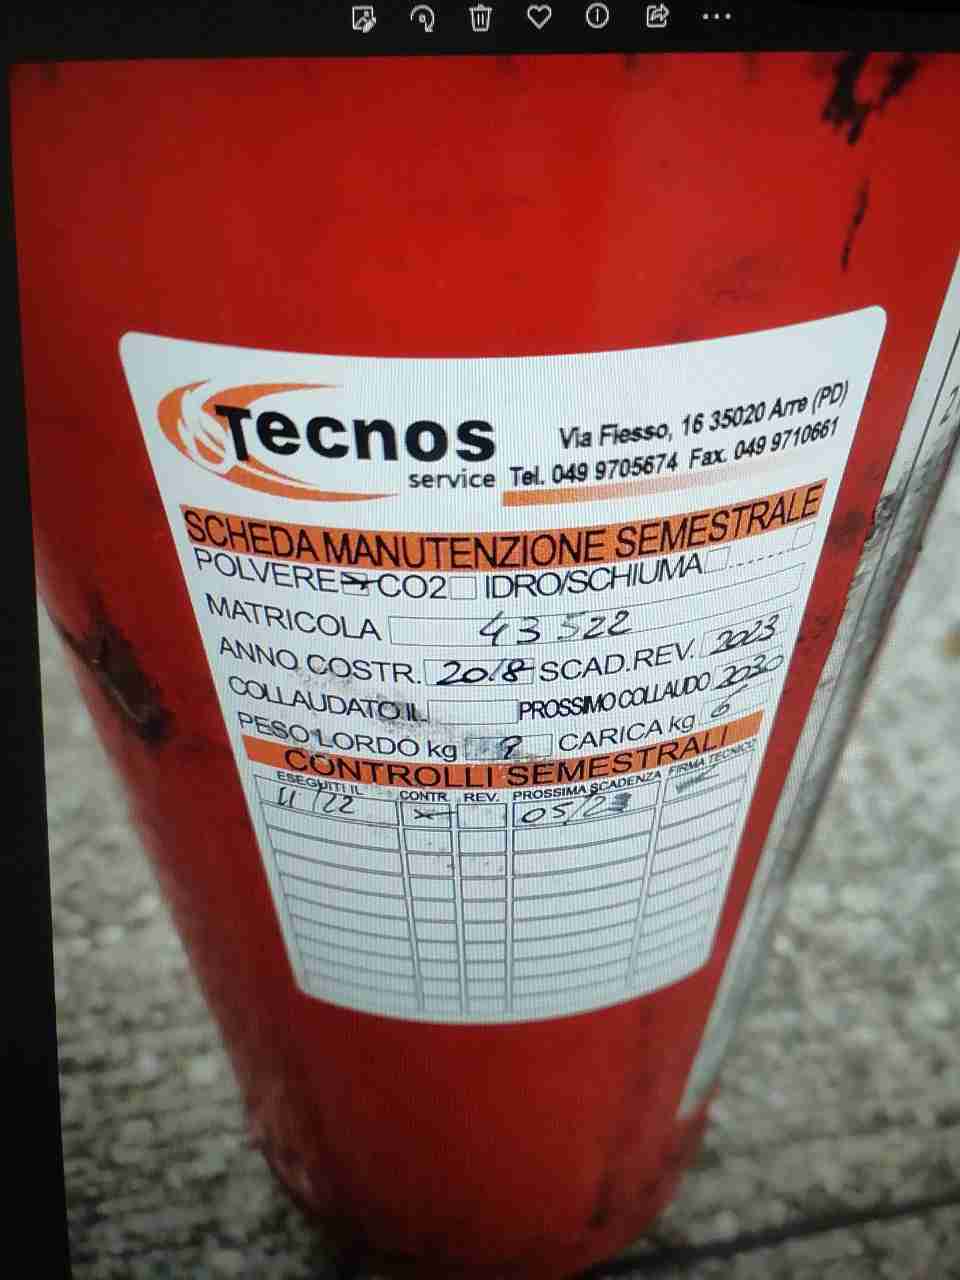 Tecnos
service
Via Fiesso, 16 35020 Arre (PD)
Tel. 049 9705674 Fax. 049 9710661
SCHEDA MANUTENZIONE SEMESTRALE
POLVERE CO2 IDRO/SCHIUMA
MATRICOLA 43522
ANNO COSTR. 2018 SCAD.REV. 2023
COLLAUDATO IL PROSSIMO COLLAUDO 2030
PESO LORDO kg 9 CARICA kg 6
CONTROLLI SEMESTRALI
ESEGUITI IL CONTR. REV. PROSSIMA SCADENZA FIRMA TECNICO
11/22 05/23